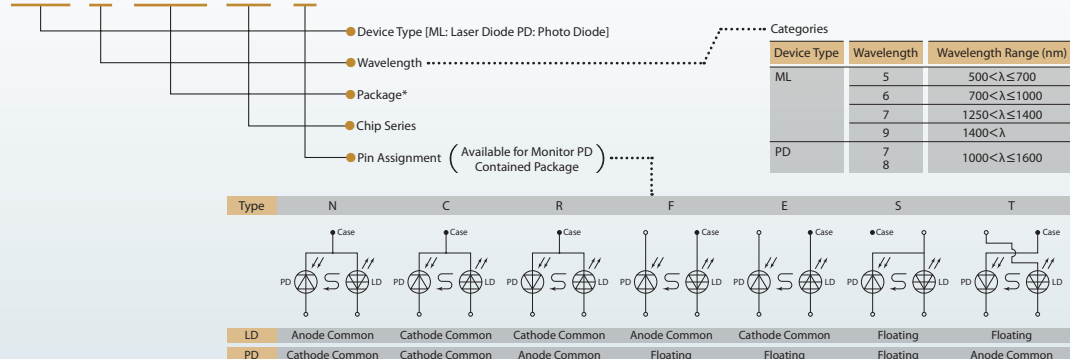 Device Type [ML: Laser Diode PD: Photo Diode]
Wavelength
Package*
Chip Series
Pin Assignment ( Available for Monitor PD
Contained Package )
Categories
Device Type Wavelength Wavelength Range (nm)
ML 5 500<λ≤700
6 700<λ≤1000
7 1250<λ≤1400
9 1400<λ
PD 7
8 1000<λ≤1600
Type N C R F E S T
Case Case Case Case Case Case Case
PD LD PD LD PD LD PD LD PD LD PD LD PD LD
LD Anode Common Cathode Common Cathode Common Anode Common Cathode Common Floating Floating
PD Cathode Common Cathode Common Anode Common Floating Floating Floating Anode Common